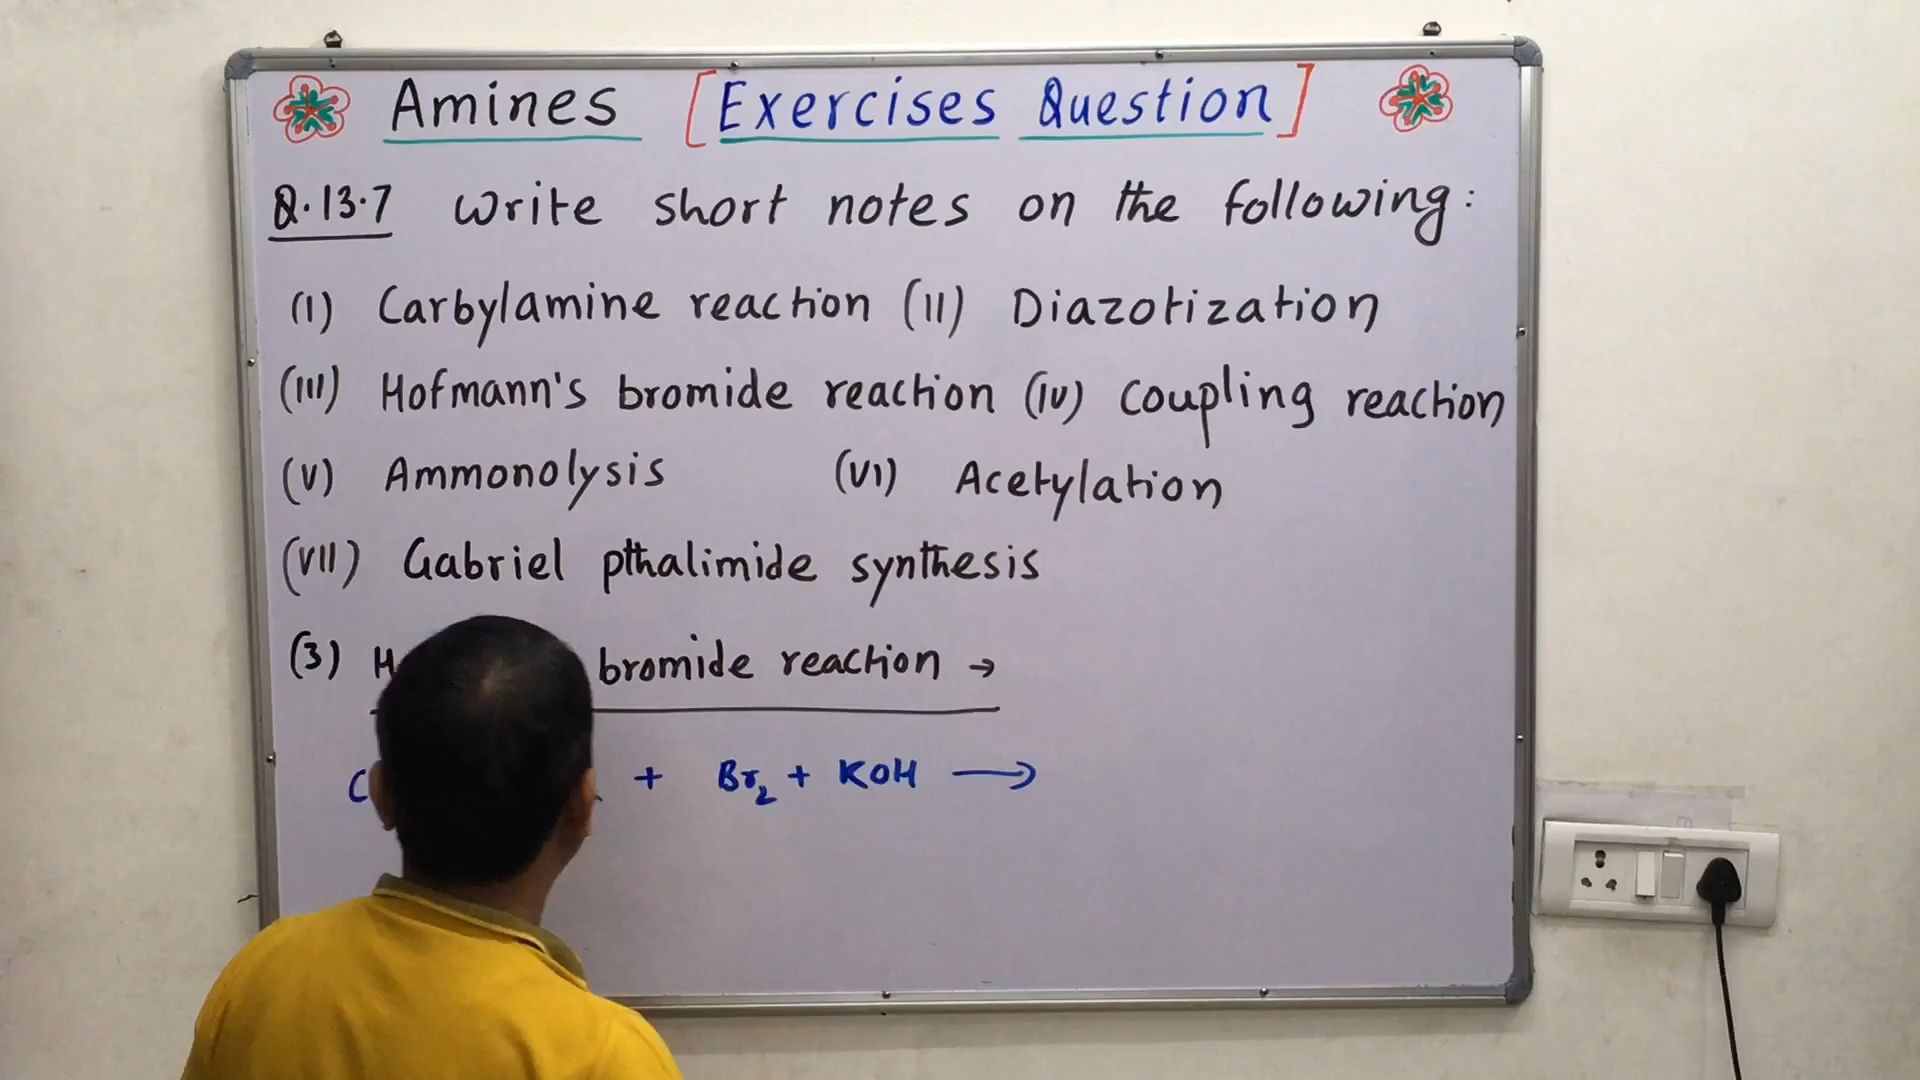 Amines [Exercises Question]
Q.13.7 Write short notes on the following:
(I) Carbylamine reaction (II) Diazotization
(III) Hofmann's bromide reaction (IV) Coupling reaction
(V) Ammonolysis (VI) Acetylation
(VII) Gabriel pthalimide synthesis
(3) bromide reaction →
+ Br₂ + KOH ⟶